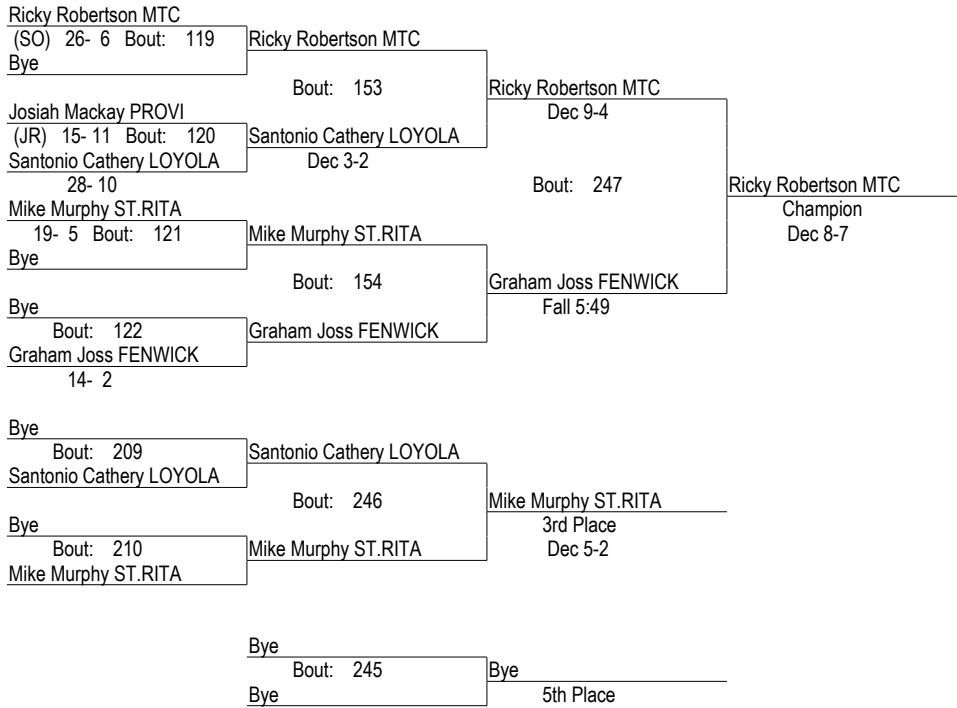 Ricky Robertson MTC
(SO) 26- 6 Bout: 119 Ricky Robertson MTC
Bye
Bout: 153 Ricky Robertson MTC
Josiah Mackay PROVI Dec 9-4
(JR) 15- 11 Bout: 120 Santonio Cathery LOYOLA
Santonio Cathery LOYOLA Dec 3-2
28- 10 Bout: 247 Ricky Robertson MTC
Mike Murphy ST.RITA Champion
19- 5 Bout: 121 Mike Murphy ST.RITA Dec 8-7
Bye
Bout: 154 Graham Joss FENWICK
Bye Fall 5:49
Bout: 122 Graham Joss FENWICK
Graham Joss FENWICK
14- 2
Bye
Bout: 209 Santonio Cathery LOYOLA
Santonio Cathery LOYOLA
Bout: 246 Mike Murphy ST.RITA
Bye 3rd Place
Bout: 210 Mike Murphy ST.RITA Dec 5-2
Mike Murphy ST.RITA
Bye
Bout: 245 Bye
Bye 5th Place